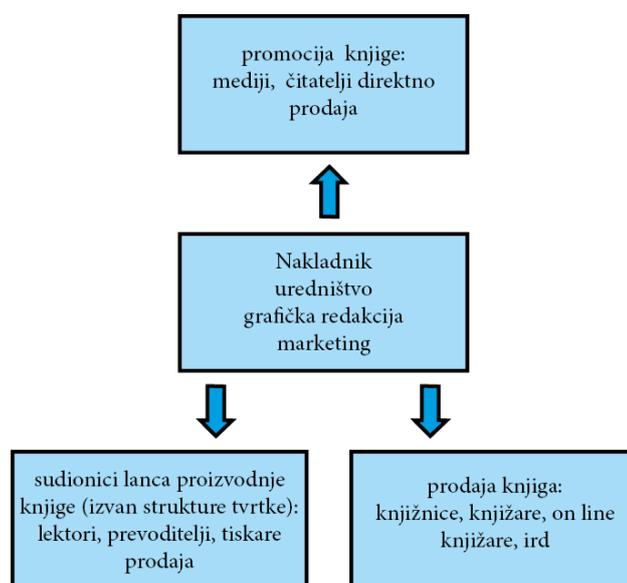 promocija knjige:
mediji, čitatelji direktno
prodaja
Nakladnik
uredništvo
grafička redakcija
marketing
sudionici lanca proizvodnje
knjige (izvan strukture tvrtke):
lektori, prevoditelji, tiskare
prodaja
prodaja knjiga:
knjižnice, knjižare, on line
knjižare, ird